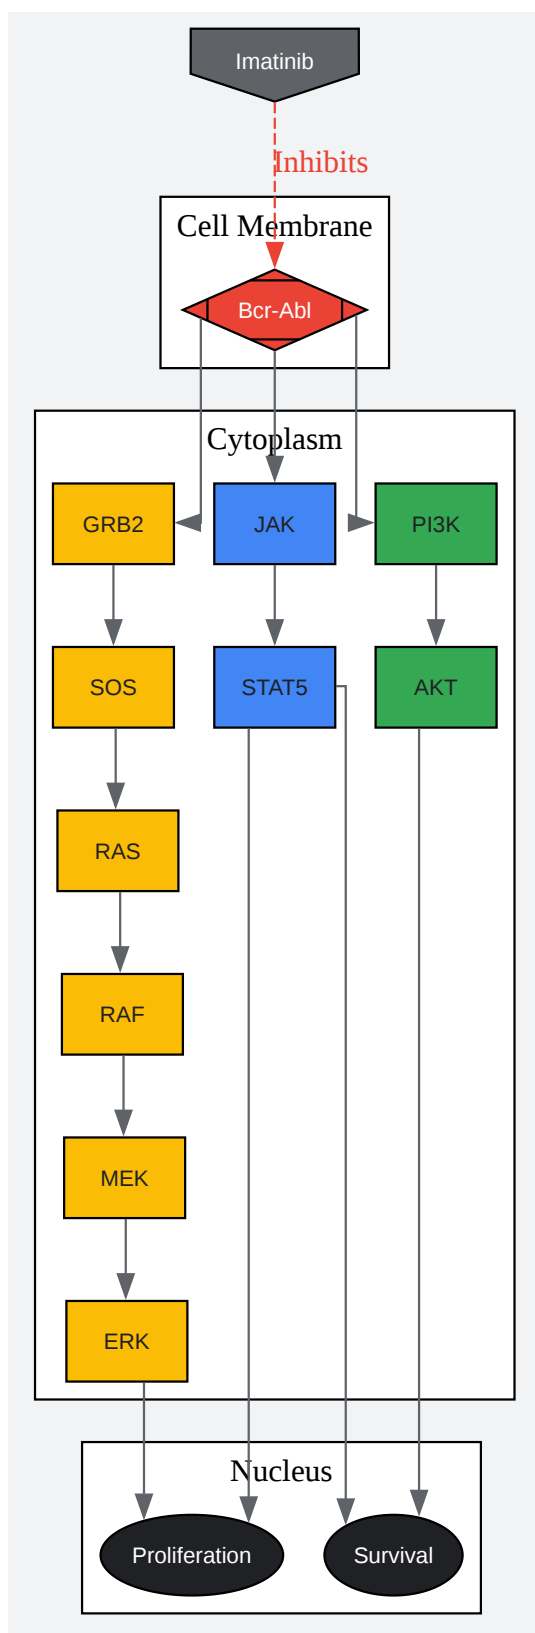 Imatinib
Inhibits
Cell Membrane
Bcr-Abl
Cytoplasm
GRB2
JAK
PI3K
SOS
STAT5
AKT
RAS
RAF
MEK
ERK
Nucleus
Proliferation
Survival